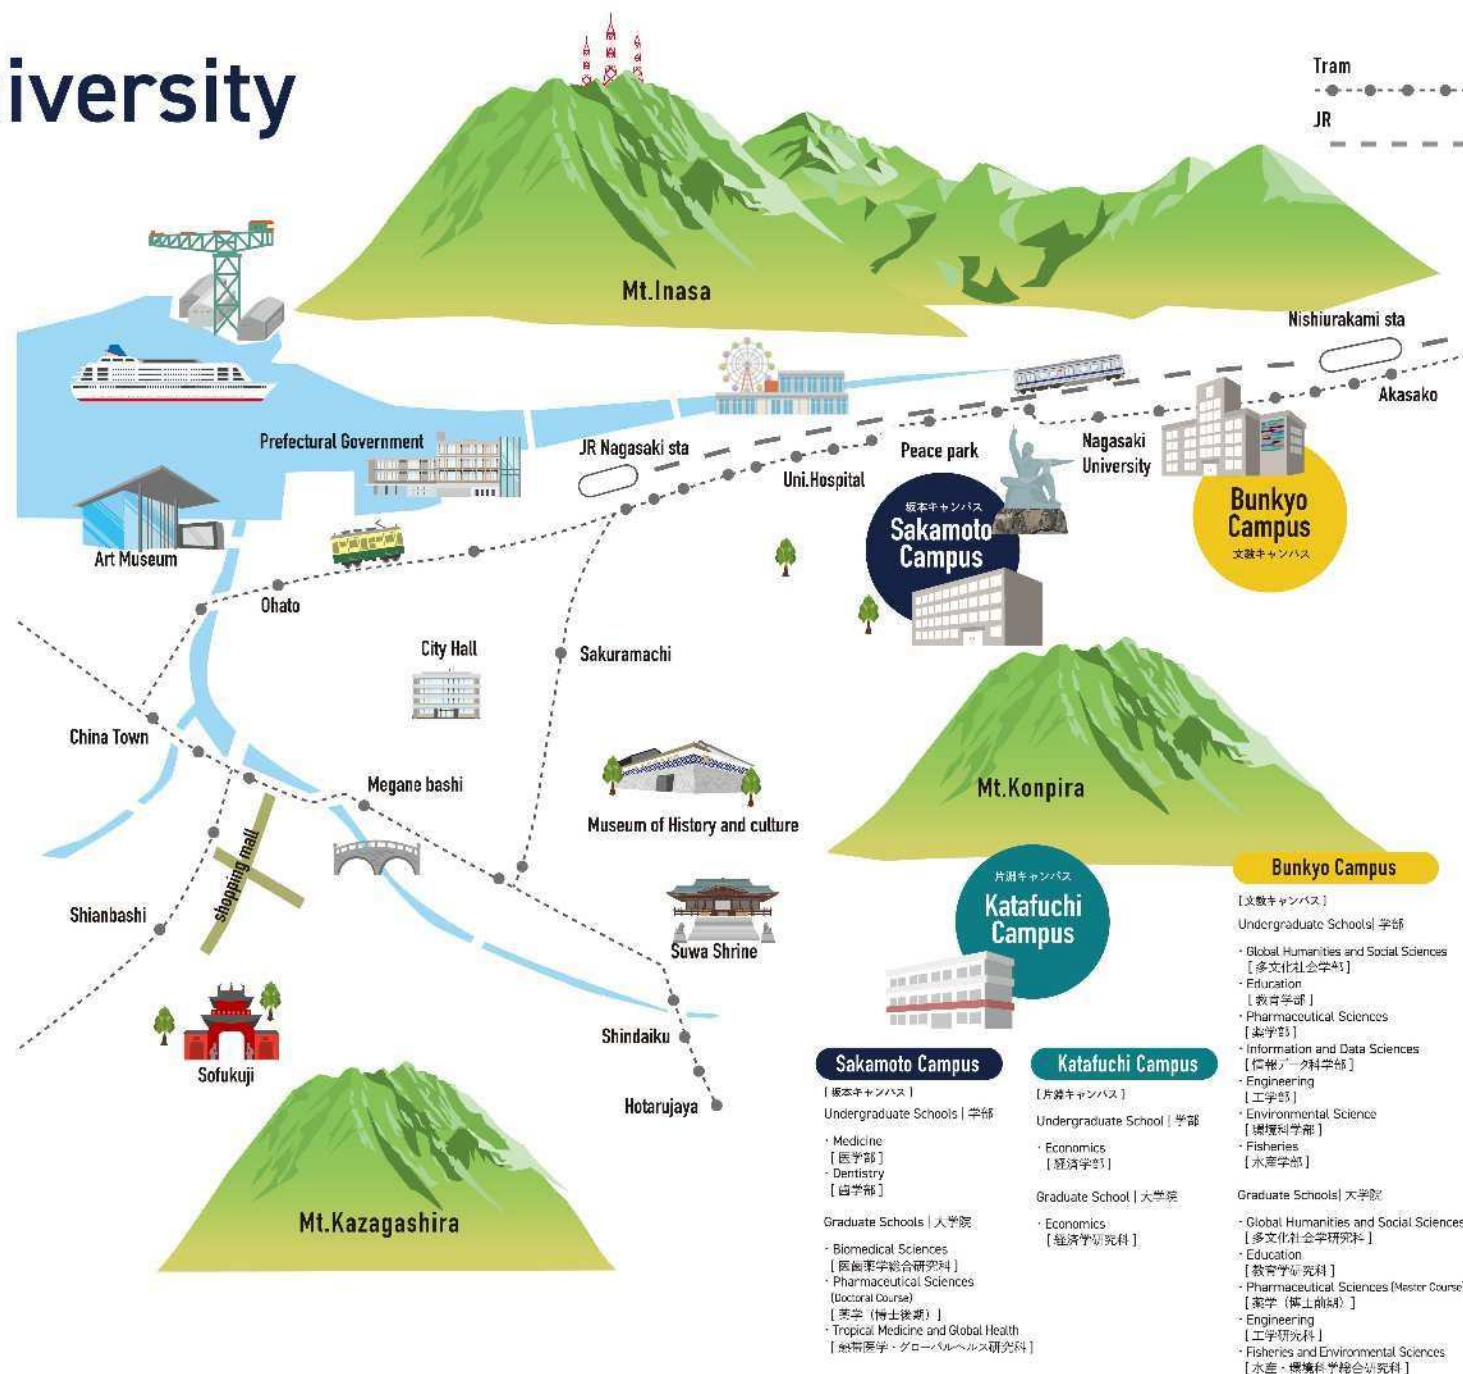 iversity
Tram
JR
Mt.Inasa
Nishiurakami sta
Akasako
Prefectural Government
JR Nagasaki sta
Uni.Hospital
Peace park
Nagasaki
University
Bunkyo
Campus
文教キャンパス
坂本キャンパス
Sakamoto
Campus
Art Museum
Ohato
City Hall
Sakuramachi
China Town
Megane bashi
Museum of History and culture
Mt.Konpira
shopping mall
Shianbashi
Suwa Shrine
片淵キャンパス
Katafuchi
Campus
Sofukuji
Shindaiku
Hotarujaya
Mt.Kazagashira
Sakamoto Campus
[ 坂本キャンパス ]
Undergraduate Schools | 学部
· Medicine
[ 医学部 ]
· Dentistry
[ 歯学部 ]
Graduate Schools | 大学院
· Biomedical Sciences
[ 医歯薬学総合研究科 ]
· Pharmaceutical Sciences
(Doctoral Course)
[ 薬学（博士後期）]
· Tropical Medicine and Global Health
[ 熱帯医学・グローバルヘルス研究科 ]
Katafuchi Campus
[ 片淵キャンパス ]
Undergraduate School | 学部
· Economics
[ 経済学部 ]
Graduate School | 大学院
· Economics
[ 経済学研究科 ]
Bunkyo Campus
[ 文教キャンパス ]
Undergraduate Schools| 学部
· Global Humanities and Social Sciences
[ 多文化社会学部 ]
· Education
[ 教育学部 ]
· Pharmaceutical Sciences
[ 薬学部 ]
· Information and Data Sciences
[ 情報データ科学部 ]
· Engineering
[ 工学部 ]
· Environmental Science
[ 環境科学部 ]
· Fisheries
[ 水産学部 ]
Graduate Schools| 大学院
· Global Humanities and Social Sciences
[ 多文化社会学研究科 ]
· Education
[ 教育学研究科 ]
· Pharmaceutical Sciences (Master Course)
[ 薬学（博士前期）]
· Engineering
[ 工学研究科 ]
· Fisheries and Environmental Sciences
[ 水産・環境科学総合研究科 ]